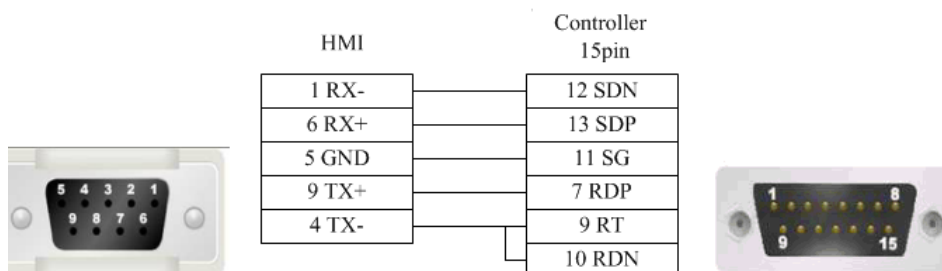 HMI
Controller
15pin
1 RX- 12 SDN
6 RX+ 13 SDP
5 GND 11 SG
9 TX+ 7 RDP
4 TX- 9 RT
10 RDN
5 4 3 2 1
9 8 7 6
1 8
9 15